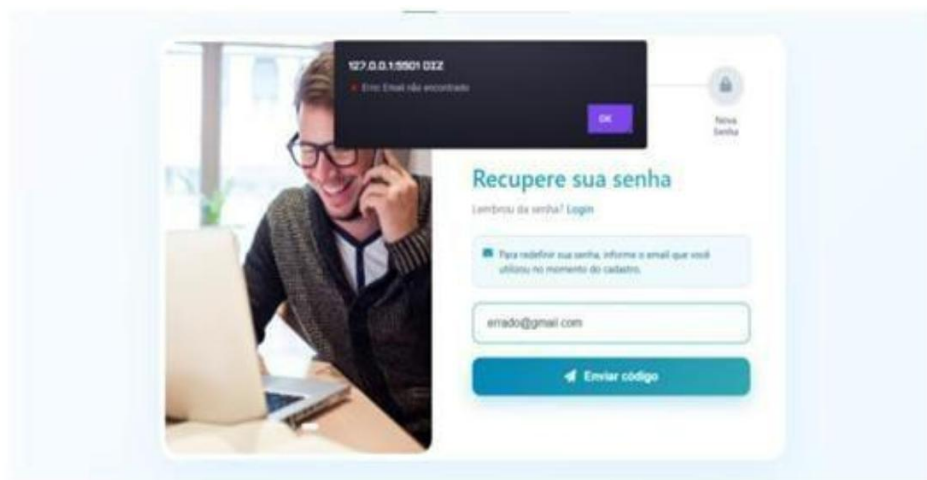 127.0.0.1:5501 DIZ
Erro: Email não encontrado
OK
Nova
Senha
Recupere sua senha
Lembrou da senha? Login
Para redefinir sua senha, informe o email que você
utilizou no momento do cadastro.
errado@gmail.com
Enviar código